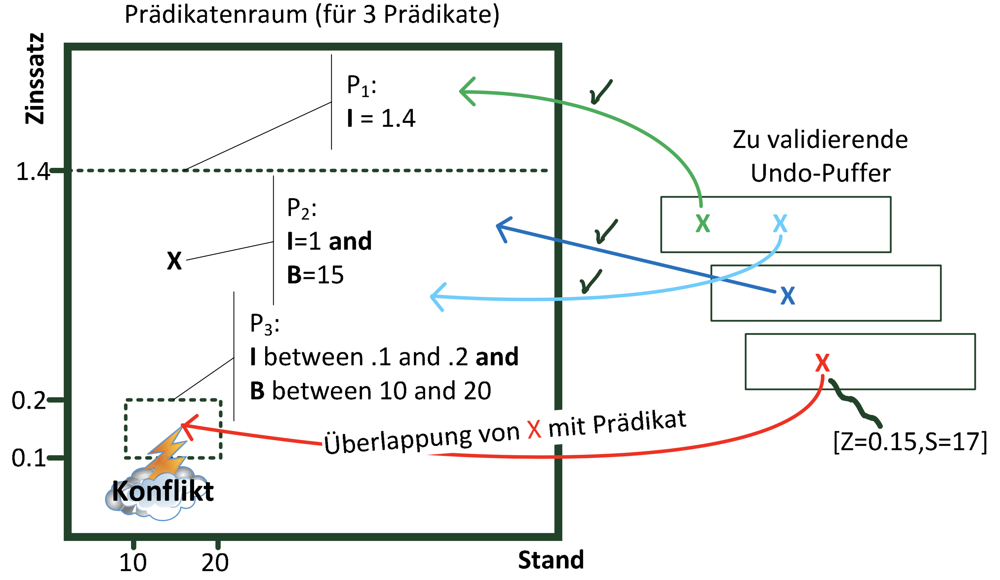 Prädikatenraum (für 3 Prädikate)
Zinssatz
P₁:
I = 1.4
1.4
Zu validierende
Undo-Puffer
P₂:
I=1 and
B=15
X
X
X
X
P₃:
I between .1 and .2 and
B between 10 and 20
X
0.2
0.1
Überlappung von X mit Prädikat
[Z=0.15,S=17]
Konflikt
10
20
Stand